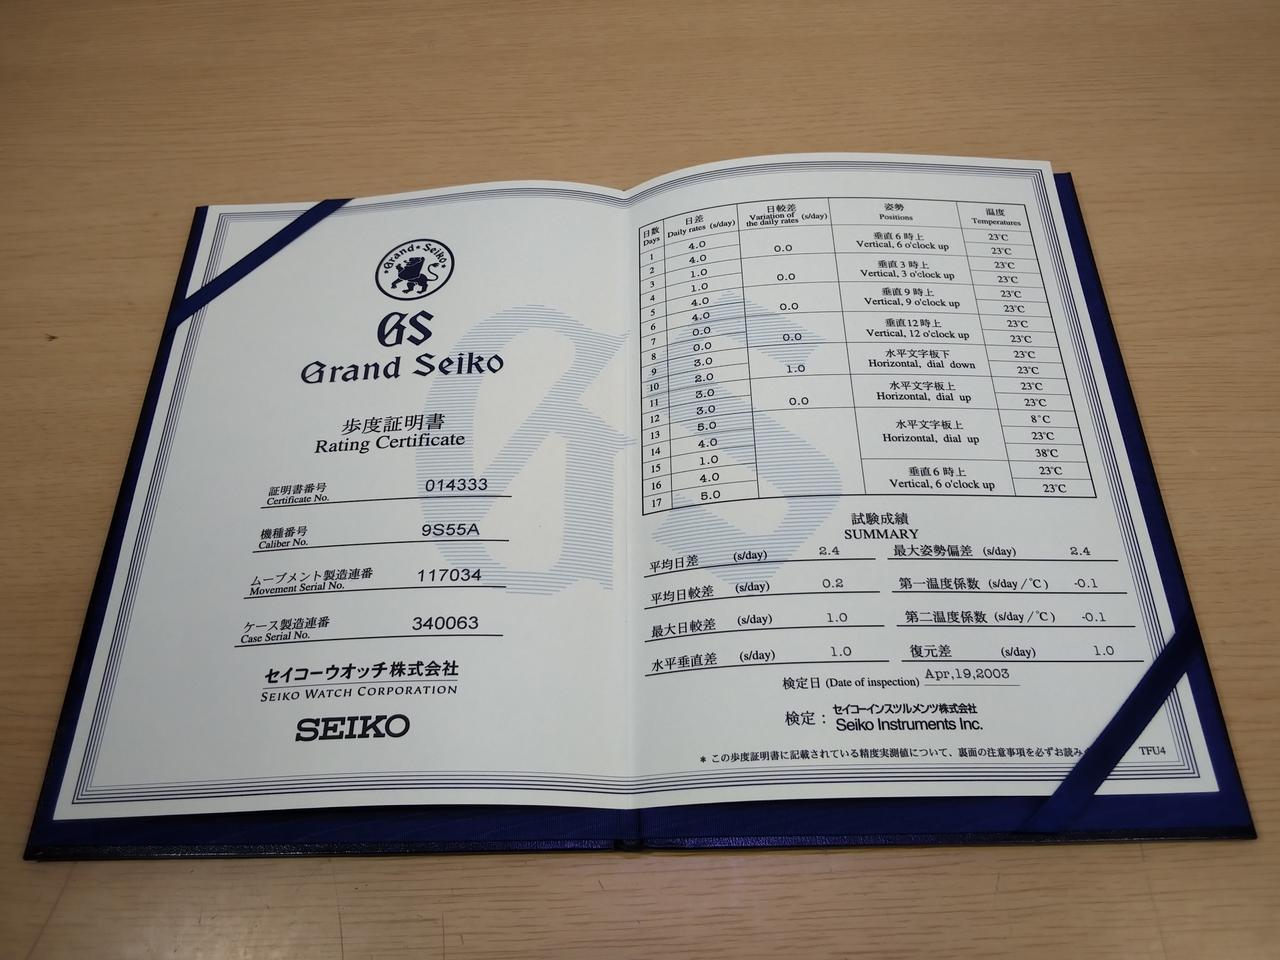 Grand Seiko
GS
Grand Seiko
歩度証明書
Rating Certificate
証明書番号 014333
Certificate No.
機種番号 9S55A
Caliber No.
ムーブメント製造連番 117034
Movement Serial No.
ケース製造連番 340063
Case Serial No.
セイコーウオッチ株式会社
SEIKO WATCH CORPORATION
SEIKO
日数 日差 日較差 姿勢 温度
Days Daily rates (s/day) Variation of the daily rates (s/day) Positions Temperatures
1 4.0 0.0 垂直6時上 Vertical, 6 o'clock up 23℃
2 4.0 23℃
3 1.0 0.0 垂直3時上 Vertical, 3 o'clock up 23℃
4 1.0 23℃
5 4.0 0.0 垂直9時上 Vertical, 9 o'clock up 23℃
6 4.0 23℃
7 0.0 0.0 垂直12時上 Vertical, 12 o'clock up 23℃
8 0.0 23℃
9 3.0 1.0 水平文字板下 Horizontal, dial down 23℃
10 2.0 23℃
11 3.0 0.0 水平文字板上 Horizontal, dial up 23℃
12 3.0 23℃
13 5.0 水平文字板上 Horizontal, dial up 8℃
14 4.0 23℃
15 1.0 38℃
16 4.0 垂直6時上 Vertical, 6 o'clock up 23℃
17 5.0 23℃
試験成績
SUMMARY
平均日差 (s/day) 2.4 最大姿勢偏差 (s/day) 2.4
平均日較差 (s/day) 0.2 第一温度係数 (s/day/℃) -0.1
最大日較差 (s/day) 1.0 第二温度係数 (s/day/℃) -0.1
水平垂直差 (s/day) 1.0 復元差 (s/day) 1.0
検定日 (Date of inspection) Apr,19,2003
検定： セイコーインスツルメンツ株式会社
Seiko Instruments Inc.
* この歩度証明書に記載されている精度実測値について、裏面の注意事項を必ずお読み TFU4